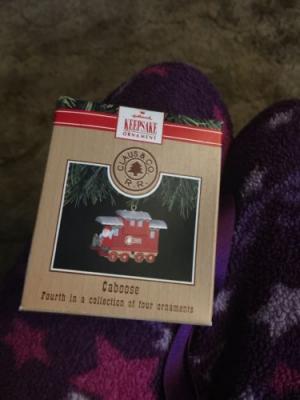 Hallmark
KEEPSAKE
ORNAMENT
CLAUS & CO.
R.R.
Caboose
Fourth in a collection of four ornaments